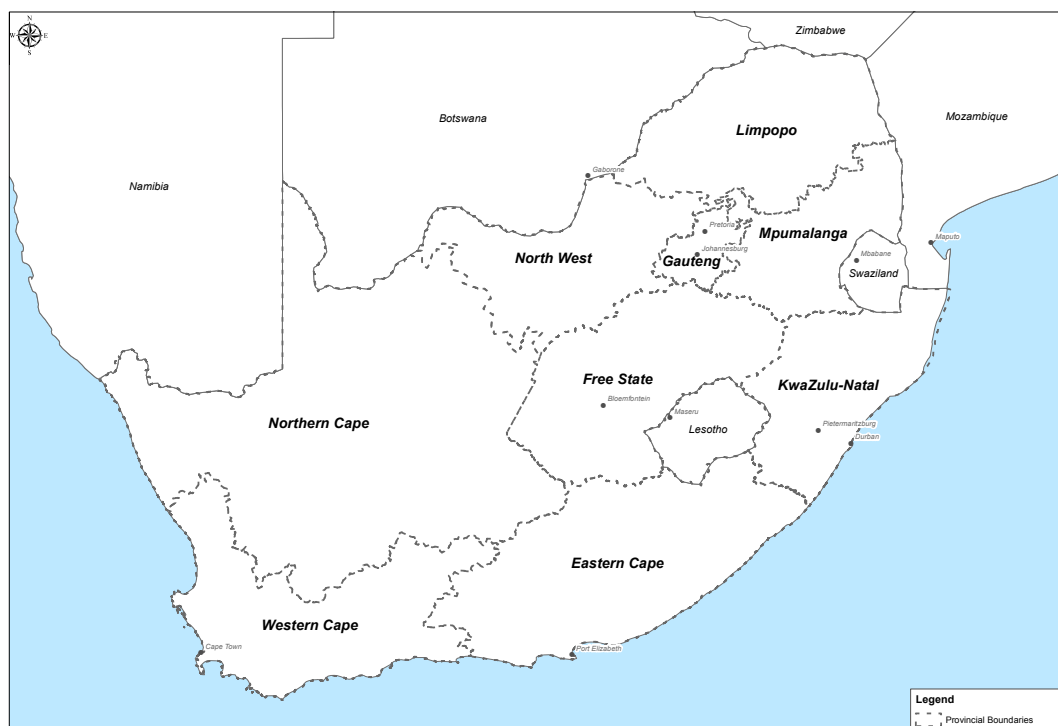 N
W E
S
Zimbabwe
Botswana
Mozambique
Limpopo
Namibia
Gaborone
Pretoria
Mpumalanga
Maputo
North West
Johannesburg
Gauteng
Mbabane
Swaziland
Free State
KwaZulu-Natal
Bloemfontein
Maseru
Northern Cape
Lesotho
Pietermaritzburg
Durban
Eastern Cape
Western Cape
Cape Town
Port Elizabeth
Legend
Provincial Boundaries